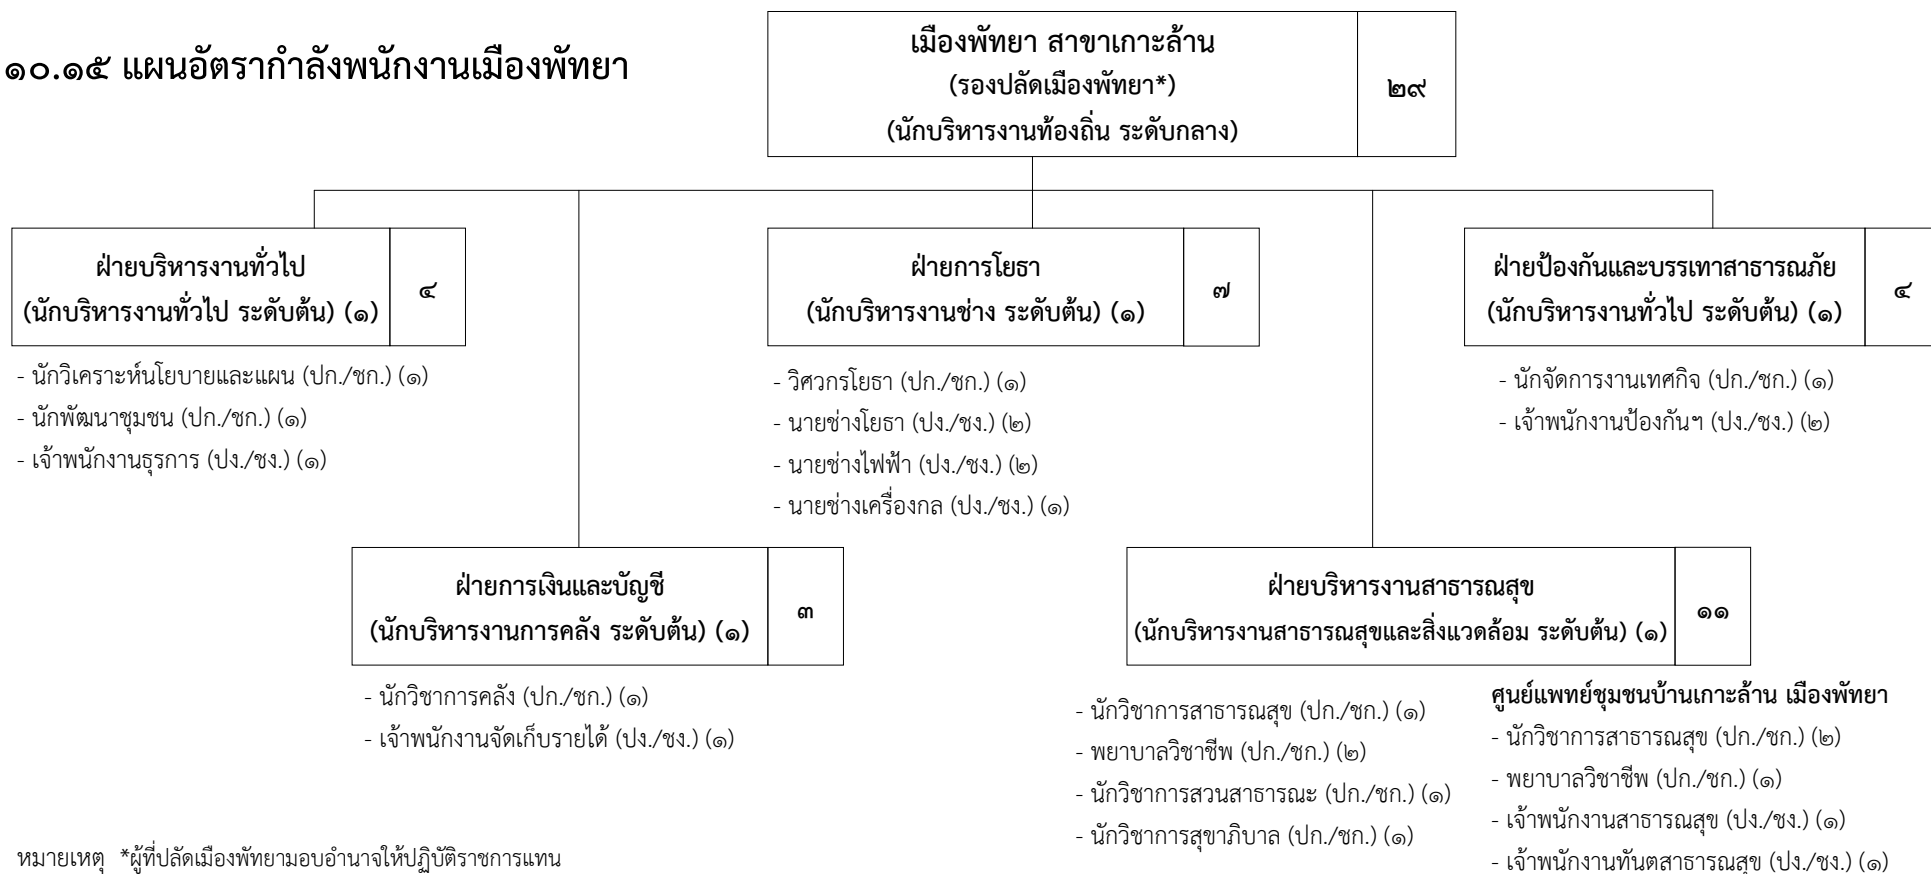 ๑๐.๑๕ แผนอัตรากำลังพนักงานเมืองพัทยา
เมืองพัทยา สาขาเกาะล้าน
(รองปลัดเมืองพัทยา*)
(นักบริหารงานท้องถิ่น ระดับกลาง)
๒๙
ฝ่ายบริหารงานทั่วไป
(นักบริหารงานทั่วไป ระดับต้น) (๑)
๔
- นักวิเคราะห์นโยบายและแผน (ปก./ชก.) (๑)
- นักพัฒนาชุมชน (ปก./ชก.) (๑)
- เจ้าพนักงานธุรการ (ปง./ชง.) (๑)
ฝ่ายการโยธา
(นักบริหารงานช่าง ระดับต้น) (๑)
๗
- วิศวกรโยธา (ปก./ชก.) (๑)
- นายช่างโยธา (ปง./ชง.) (๒)
- นายช่างไฟฟ้า (ปง./ชง.) (๒)
- นายช่างเครื่องกล (ปง./ชง.) (๑)
ฝ่ายป้องกันและบรรเทาสาธารณภัย
(นักบริหารงานทั่วไป ระดับต้น) (๑)
๔
- นักจัดการงานเทศกิจ (ปก./ชก.) (๑)
- เจ้าพนักงานป้องกันฯ (ปง./ชง.) (๒)
ฝ่ายการเงินและบัญชี
(นักบริหารงานการคลัง ระดับต้น) (๑)
๓
- นักวิชาการคลัง (ปก./ชก.) (๑)
- เจ้าพนักงานจัดเก็บรายได้ (ปง./ชง.) (๑)
ฝ่ายบริหารงานสาธารณสุข
(นักบริหารงานสาธารณสุขและสิ่งแวดล้อม ระดับต้น) (๑)
๑๑
- นักวิชาการสาธารณสุข (ปก./ชก.) (๑)
- พยาบาลวิชาชีพ (ปก./ชก.) (๒)
- นักวิชาการสวนสาธารณะ (ปก./ชก.) (๑)
- นักวิชาการสุขาภิบาล (ปก./ชก.) (๑)
ศูนย์แพทย์ชุมชนบ้านเกาะล้าน เมืองพัทยา
- นักวิชาการสาธารณสุข (ปก./ชก.) (๒)
- พยาบาลวิชาชีพ (ปก./ชก.) (๑)
- เจ้าพนักงานสาธารณสุข (ปง./ชง.) (๑)
- เจ้าพนักงานทันตสาธารณสุข (ปง./ชง.) (๑)
หมายเหตุ *ผู้ที่ปลัดเมืองพัทยามอบอำนาจให้ปฏิบัติราชการแทน